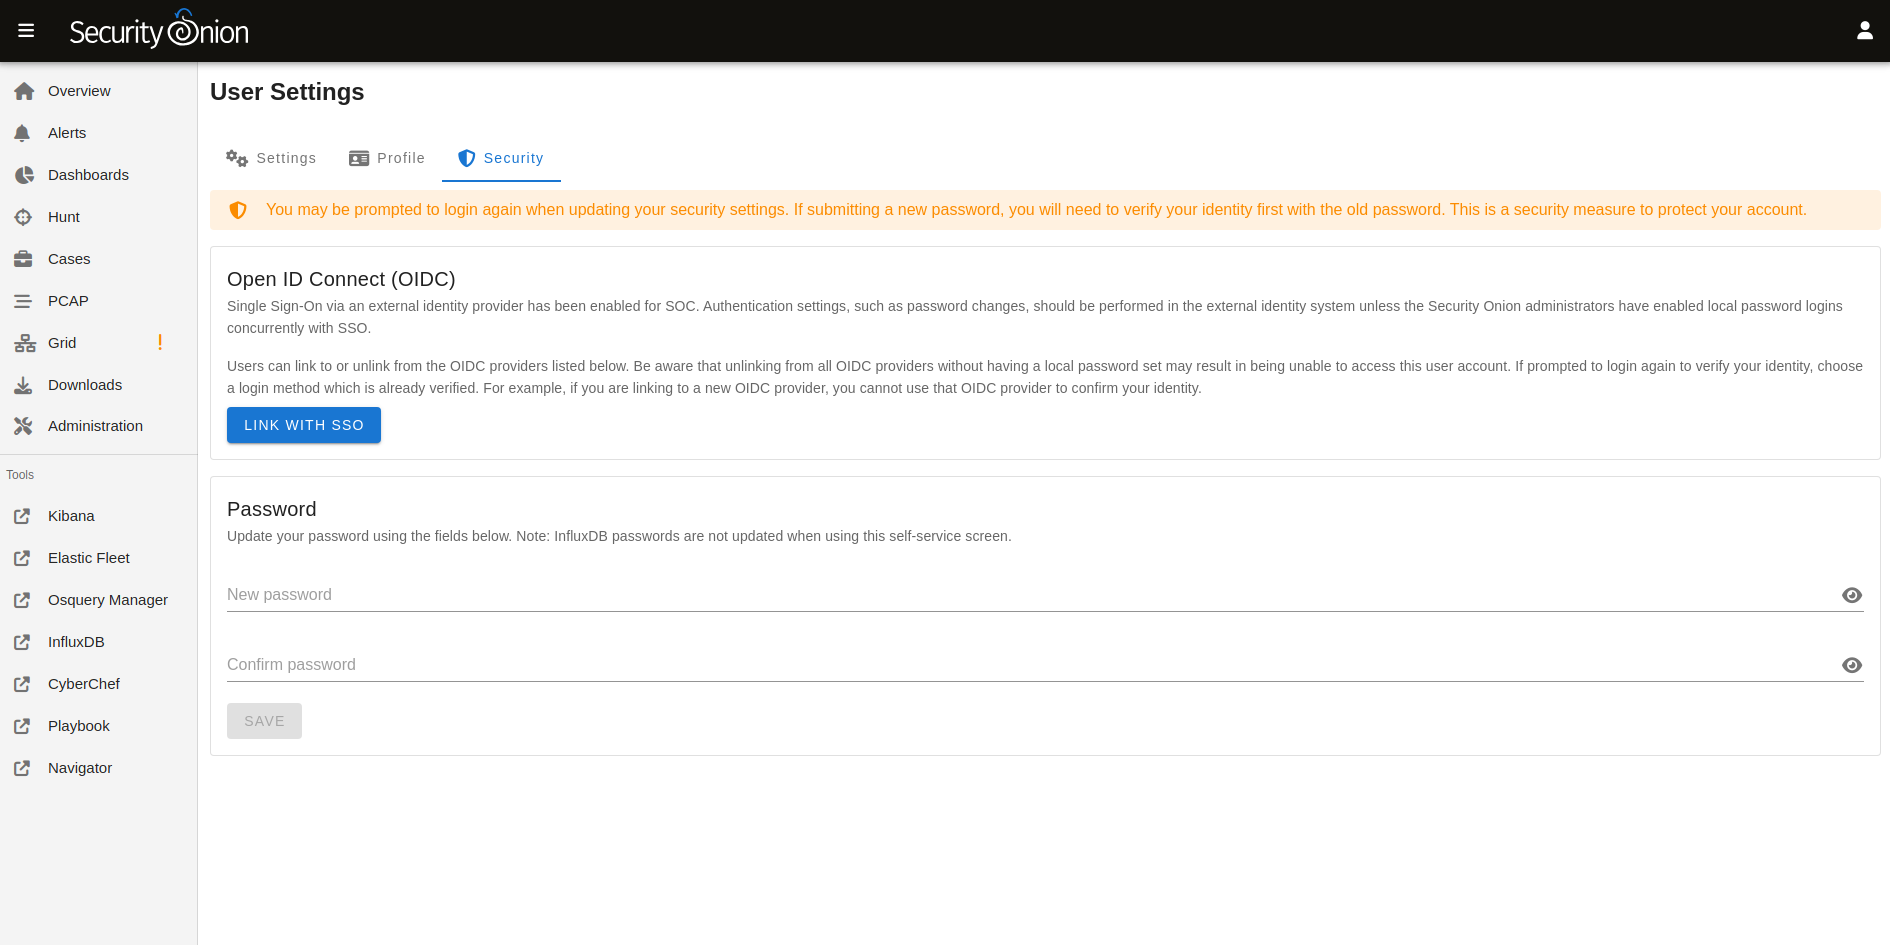 Security Onion
Overview
Alerts
Dashboards
Hunt
Cases
PCAP
Grid
Downloads
Administration
Tools
Kibana
Elastic Fleet
Osquery Manager
InfluxDB
CyberChef
Playbook
Navigator
User Settings
Settings Profile Security
You may be prompted to login again when updating your security settings. If submitting a new password, you will need to verify your identity first with the old password. This is a security measure to protect your account.
Open ID Connect (OIDC)
Single Sign-On via an external identity provider has been enabled for SOC. Authentication settings, such as password changes, should be performed in the external identity system unless the Security Onion administrators have enabled local password logins
concurrently with SSO.
Users can link to or unlink from the OIDC providers listed below. Be aware that unlinking from all OIDC providers without having a local password set may result in being unable to access this user account. If prompted to login again to verify your identity, choose
a login method which is already verified. For example, if you are linking to a new OIDC provider, you cannot use that OIDC provider to confirm your identity.
LINK WITH SSO
Password
Update your password using the fields below. Note: InfluxDB passwords are not updated when using this self-service screen.
New password
Confirm password
SAVE